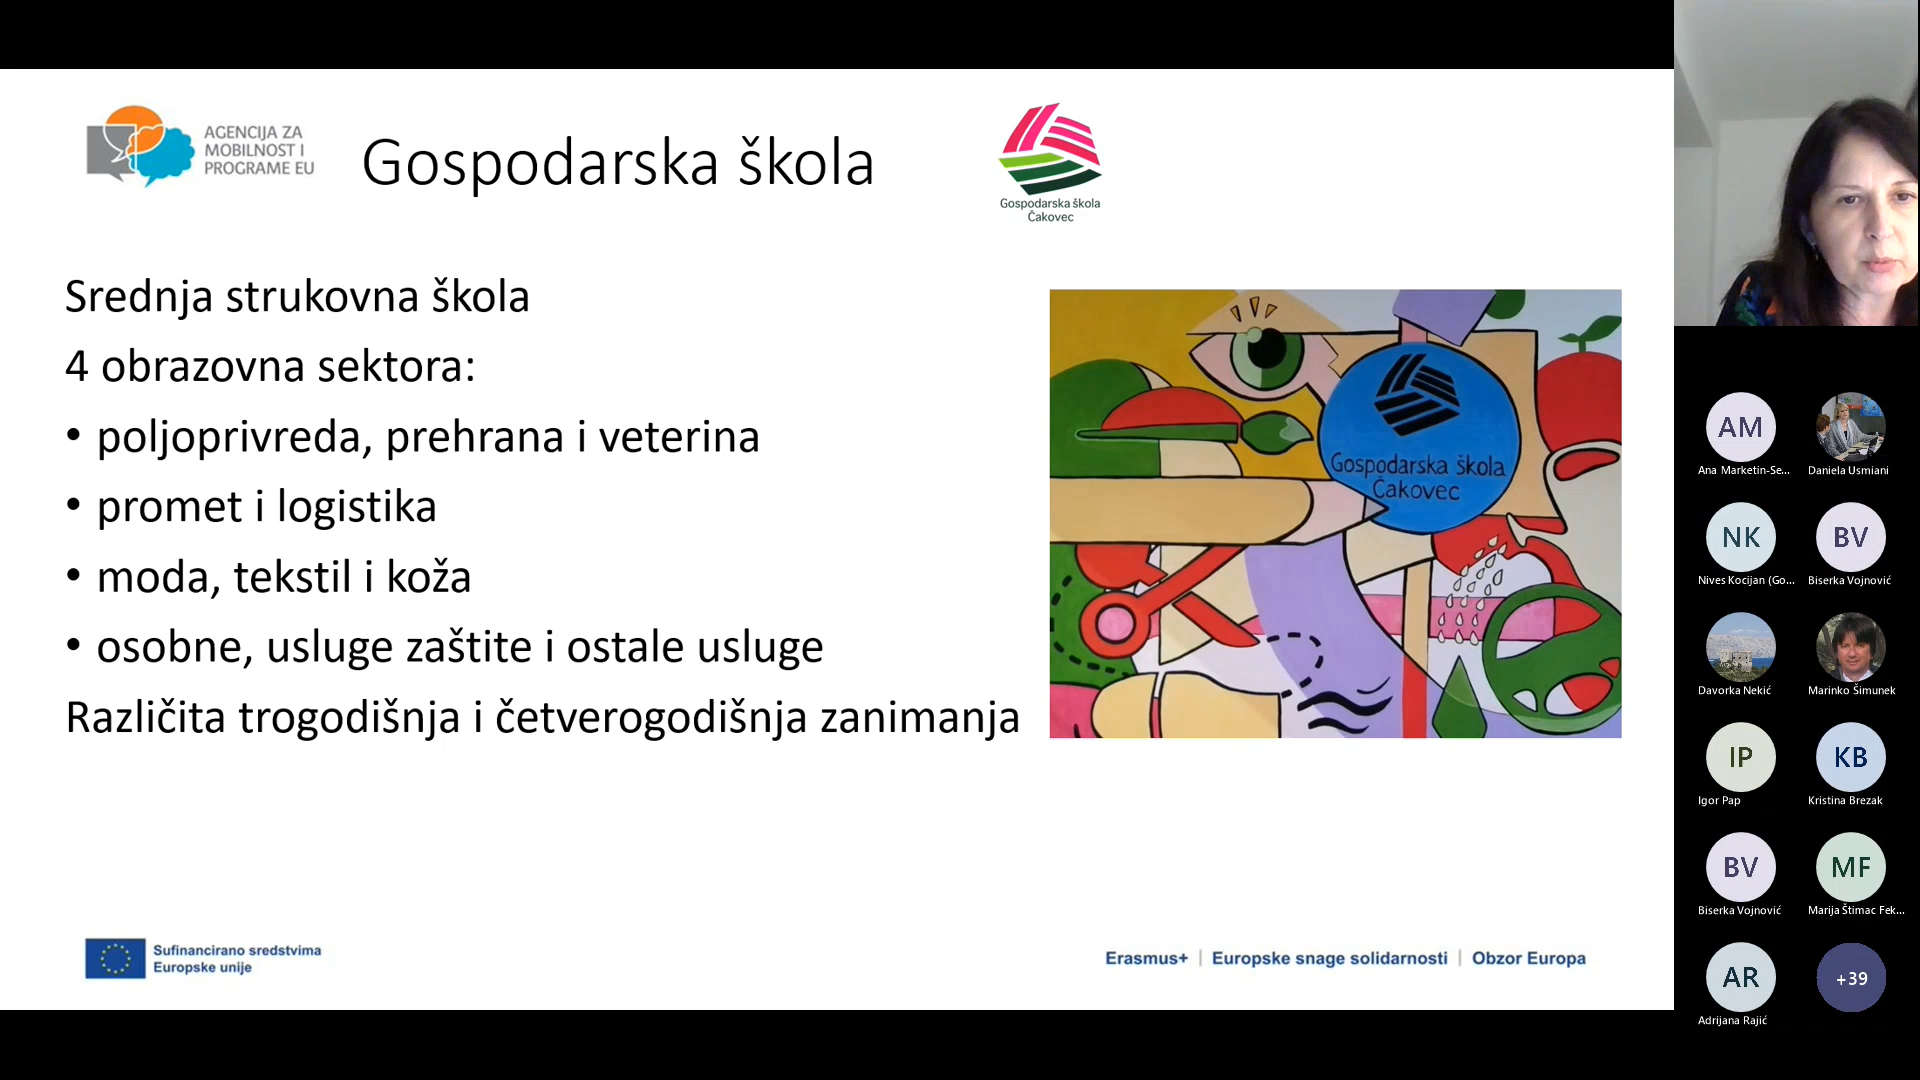 AGENCIJA ZA
MOBILNOST I
PROGRAME EU
Gospodarska škola
Gospodarska škola
Čakovec
Srednja strukovna škola
4 obrazovna sektora:
• poljoprivreda, prehrana i veterina
• promet i logistika
• moda, tekstil i koža
• osobne, usluge zaštite i ostale usluge
Različita trogodišnja i četverogodišnja zanimanja
Gospodarska škola
Čakovec
Sufinancirano sredstvima
Europske unije
Erasmus+ | Europske snage solidarnosti | Obzor Europa
AM
Ana Marketin-Se...
Daniela Usmiani
NK
Nives Kocijan (Go...
BV
Biserka Vojnović
Davorka Nekić
Marinko Šimunek
IP
Igor Pap
KB
Kristina Brezak
BV
Biserka Vojnović
MF
Marija Štimac Fek...
AR
Adrijana Rajić
+39